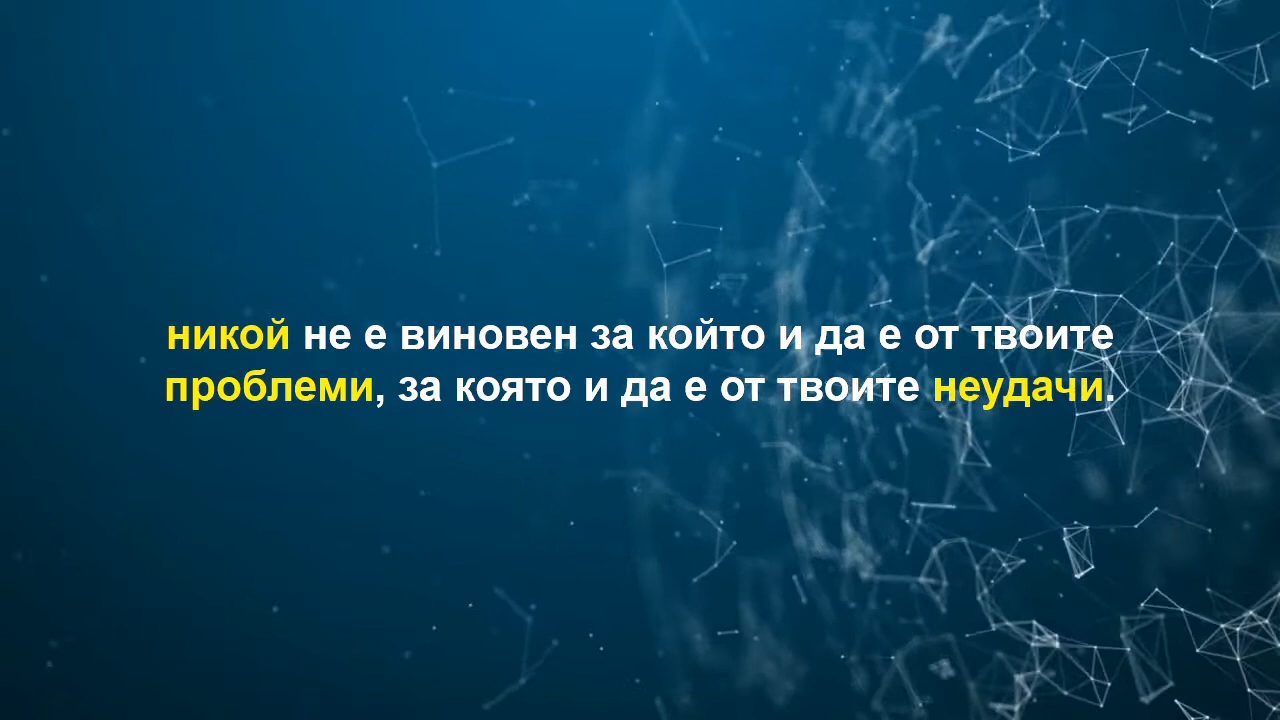 никой не е виновен за който и да е от твоите
проблеми, за която и да е от твоите неудачи.